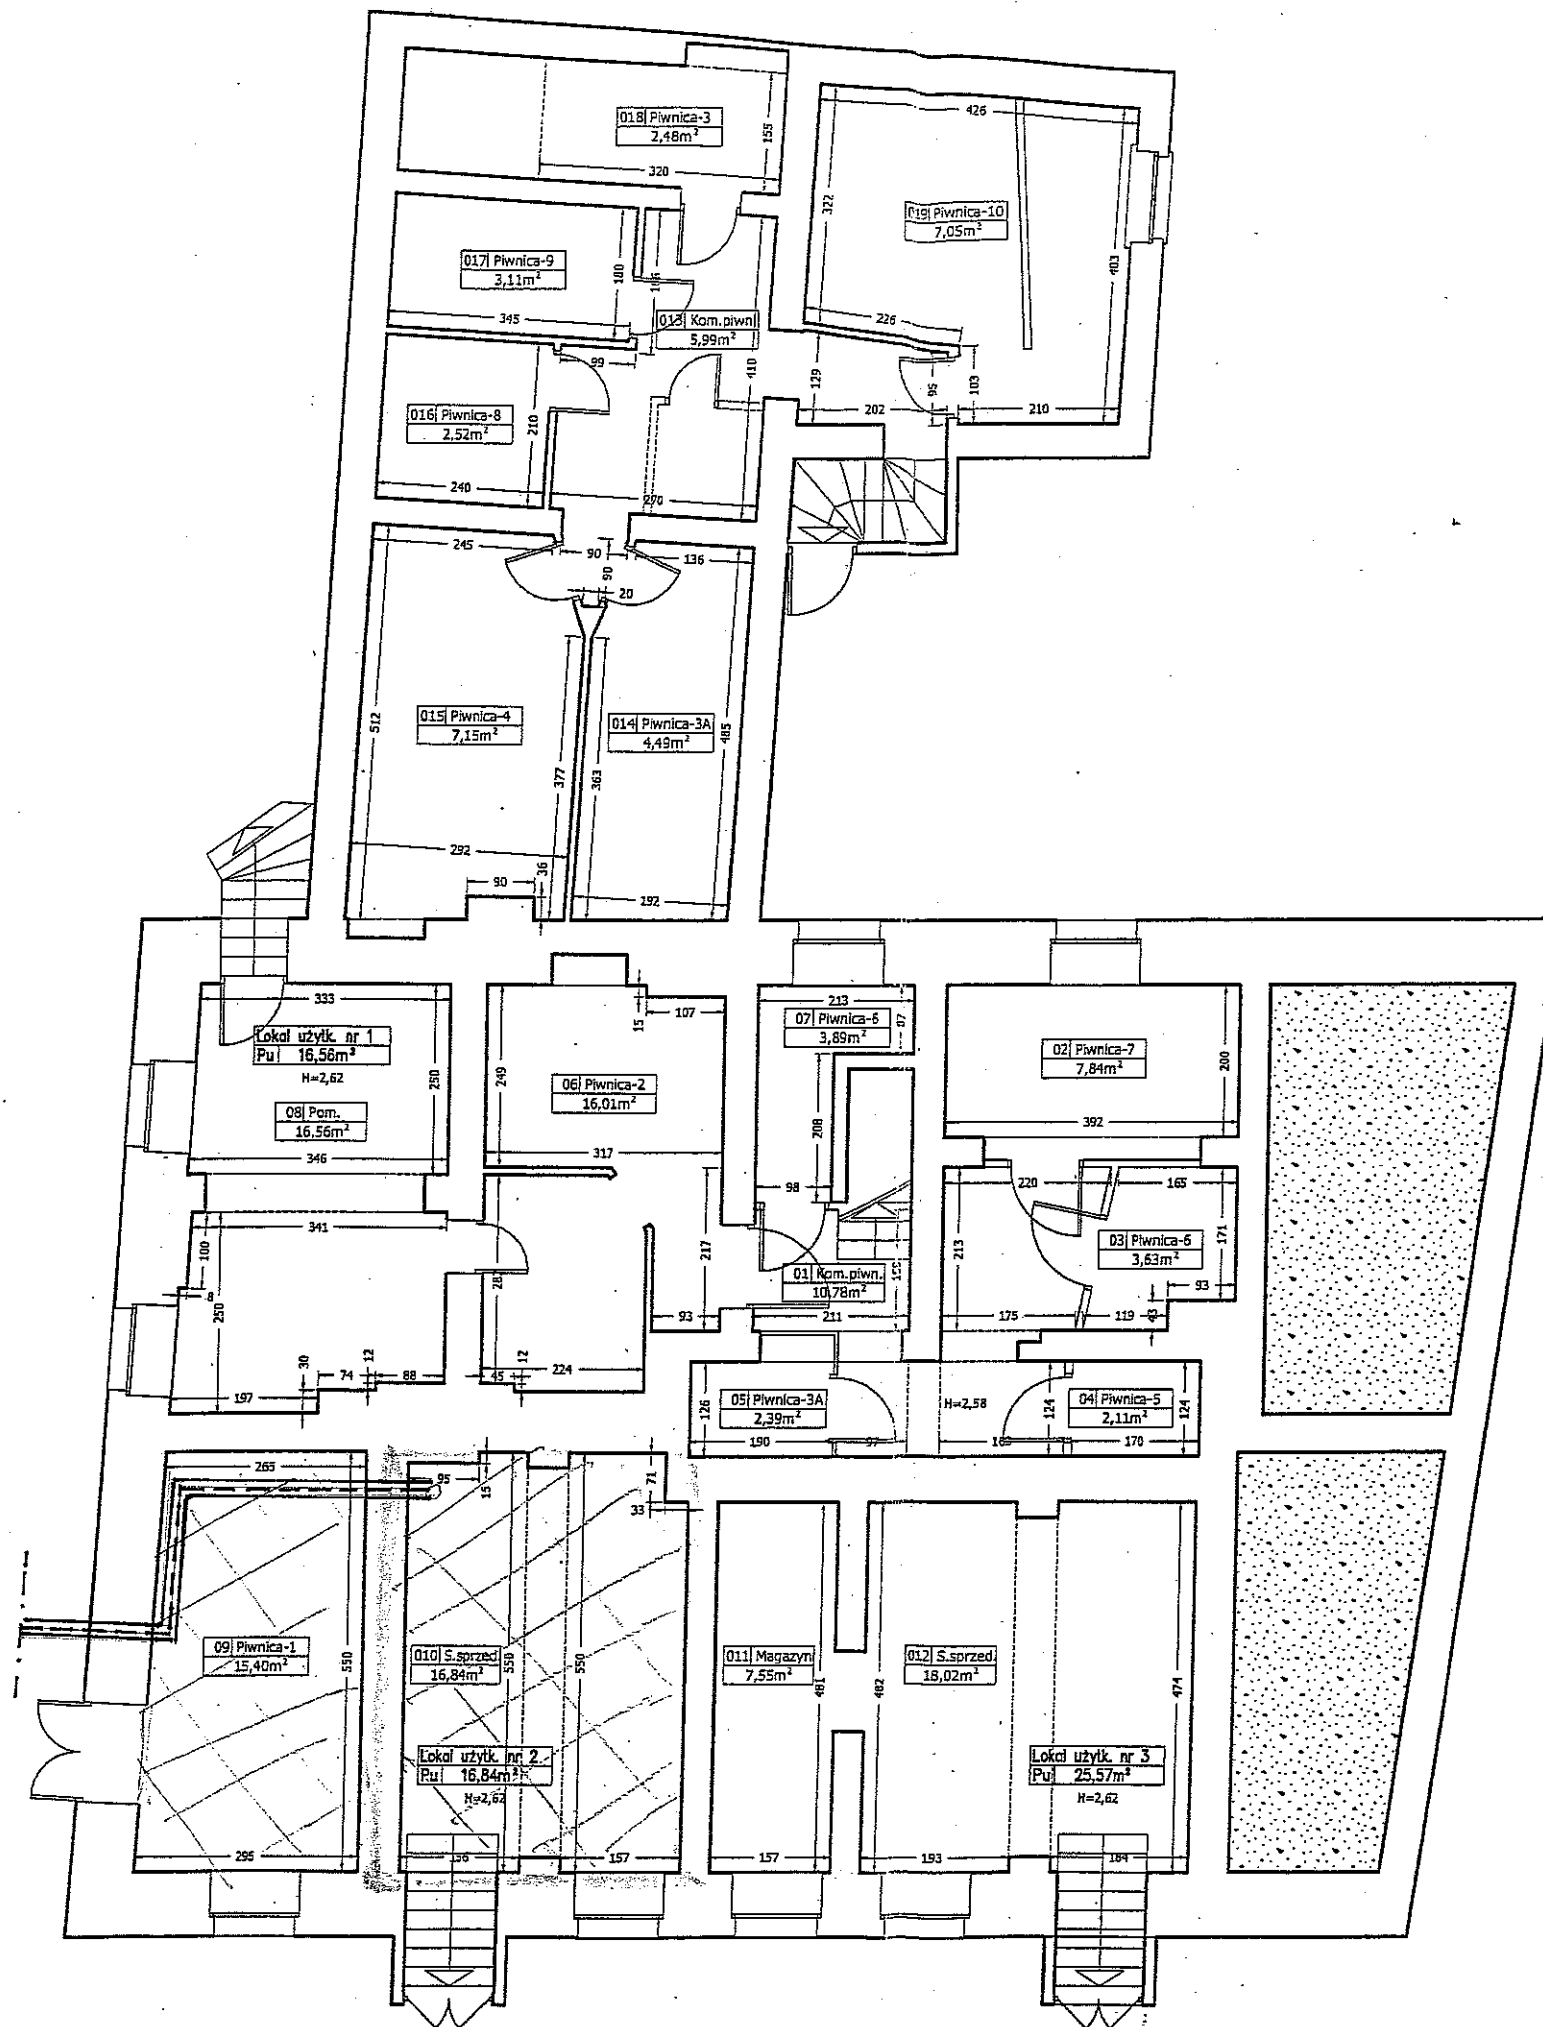 018 Piwnica-3
2,48m²
155
320
426
322
019 Piwnica-10
7,05m²
403
226
017 Piwnica-9
3,11m²
180
345
013 Kom.piwn
5,99m²
99
410
129
95
103
202
210
016 Piwnica-8
2,52m²
210
240
270
245
90
136
90
20
512
015 Piwnica-4
7,15m²
014 Piwnica-3A
4,49m²
485
377
363
292
90
36
292
333
Lokal użytk. nr 1
Pu 16,56m²
H=2,62
250
08 Pom.
16,56m²
346
15
107
249
06 Piwnica-2
16,01m²
317
213
07 Piwnica-6
3,89m²
208
98
02 Piwnica-7
7,84m²
200
392
341
100
8
250
217
01 Kom.piwn.
10,78m²
211
93
220
165
213
03 Piwnica-6
3,63m²
171
93
175
119
43
30
74
12
88
197
45
12
224
126
05 Piwnica-3A
2,39m²
190
97
H=2,58
124
04 Piwnica-5
2,11m²
124
170
265
95
15
71
33
09 Piwnica-1
15,40m²
550
295
010 S.sprzed.
16,84m²
550
550
Lokal użytk. nr 2
Pu 16,84m²
H=2,62
156
157
011 Magazyn
7,55m²
481
157
482
012 S.sprzed.
18,02m²
474
Lokal użytk. nr 3
Pu 25,57m²
H=2,62
193
184